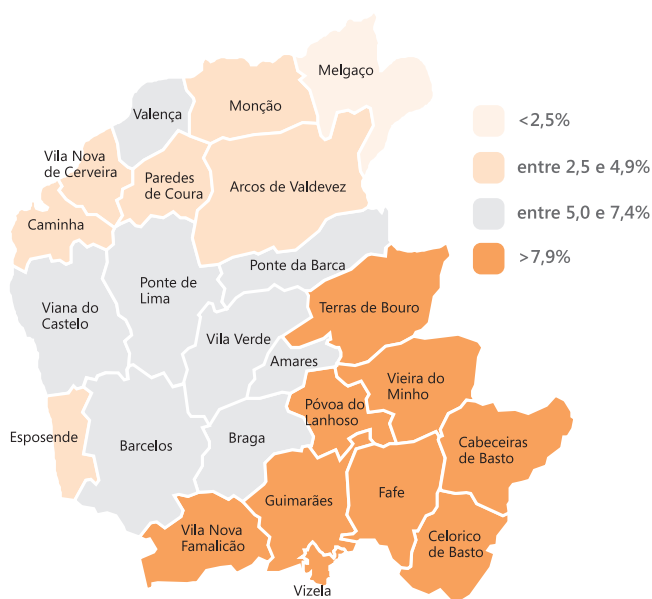 Melgaço
Monção
Valença
Vila Nova
de Cerveira
Paredes
de Coura
Arcos de Valdevez
Caminha
Ponte da Barca
Ponte de
Lima
Viana do
Castelo
Terras de Bouro
Vila Verde
Amares
Vieira do
Minho
Póvoa do
Lanhoso
Esposende
Barcelos
Braga
Cabeceiras
de Basto
Guimarães
Fafe
Vila Nova
Famalicão
Celorico
de Basto
Vizela
<2,5%
entre 2,5 e 4,9%
entre 5,0 e 7,4%
>7,9%